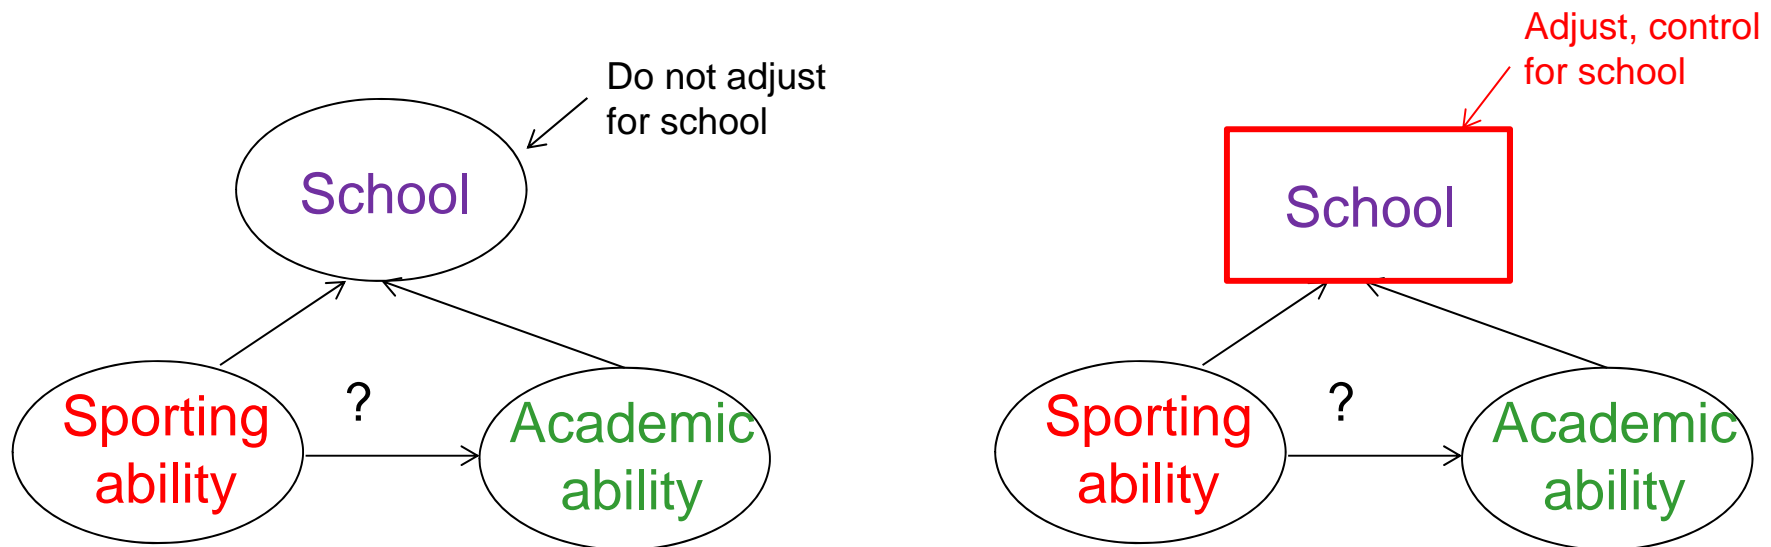 Do not adjust
for school
School
Sporting
ability
?
Academic
ability
Adjust, control
for school
School
Sporting
ability
?
Academic
ability